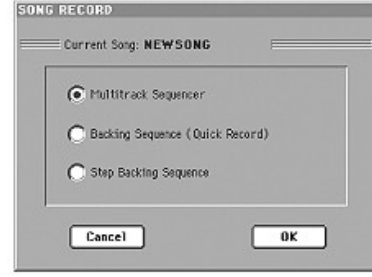 SONG RECORD
Current Song: NEWSONG
Multitrack Sequencer
Backing Sequence (Quick Record)
Step Backing Sequence
Cancel OK